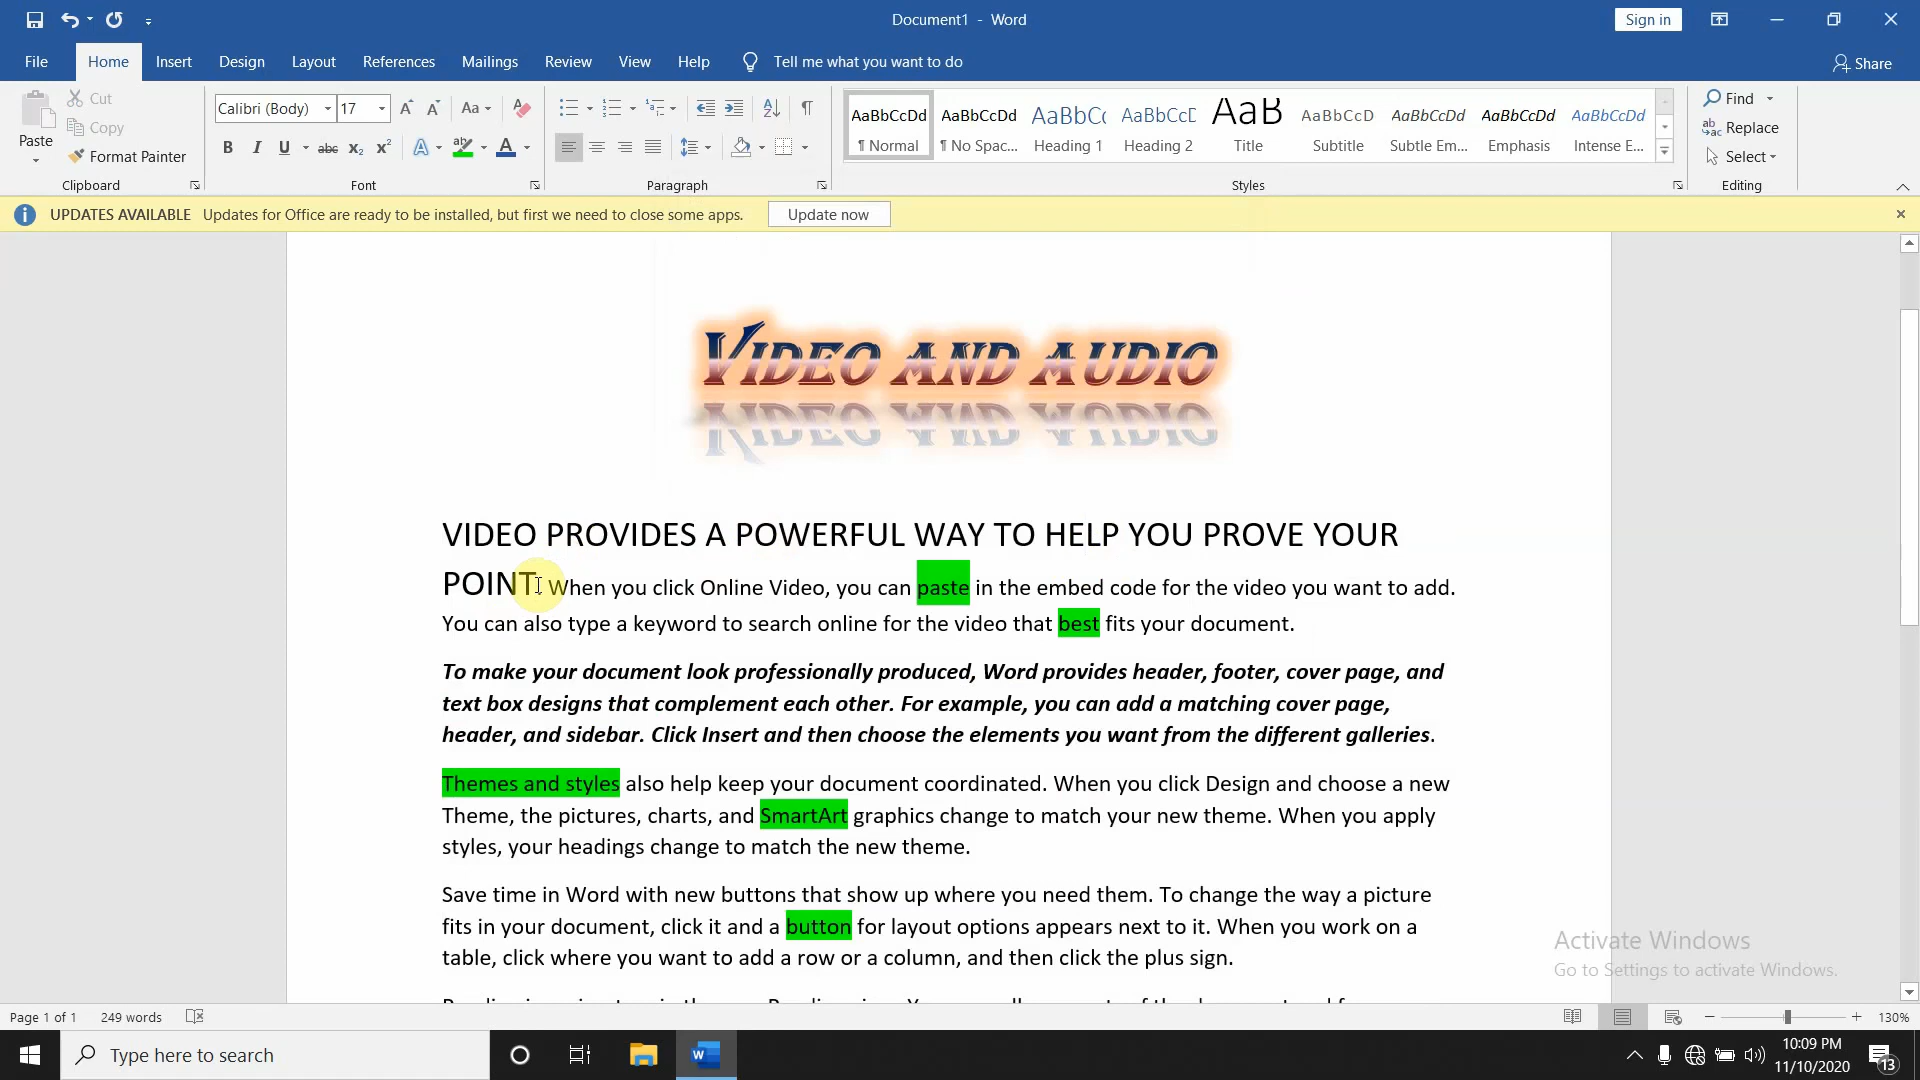 Document1 - Word
Sign in
File Home Insert Design Layout References Mailings Review View Help Tell me what you want to do
Share
Paste
Cut
Copy
Format Painter
Clipboard
Calibri (Body) 17
Font
Paragraph
AaBbCcDd AaBbCcDd AaBbCc AaBbCcD AaB AaBbCcD AaBbCcDd AaBbCcDd AaBbCcDd
¶ Normal ¶ No Spac... Heading 1 Heading 2 Title Subtitle Subtle Em... Emphasis Intense E...
Styles
Find
Replace
Select
Editing
UPDATES AVAILABLE Updates for Office are ready to be installed, but first we need to close some apps. Update now
Video and audio
VIDEO PROVIDES A POWERFUL WAY TO HELP YOU PROVE YOUR
POINT. When you click Online Video, you can paste in the embed code for the video you want to add.
You can also type a keyword to search online for the video that best fits your document.
To make your document look professionally produced, Word provides header, footer, cover page, and
text box designs that complement each other. For example, you can add a matching cover page,
header, and sidebar. Click Insert and then choose the elements you want from the different galleries.
Themes and styles also help keep your document coordinated. When you click Design and choose a new
Theme, the pictures, charts, and SmartArt graphics change to match your new theme. When you apply
styles, your headings change to match the new theme.
Save time in Word with new buttons that show up where you need them. To change the way a picture
fits in your document, click it and a button for layout options appears next to it. When you work on a
table, click where you want to add a row or a column, and then click the plus sign.
Activate Windows
Go to Settings to activate Windows.
Page 1 of 1 249 words
130%
Type here to search
10:09 PM
11/10/2020
13